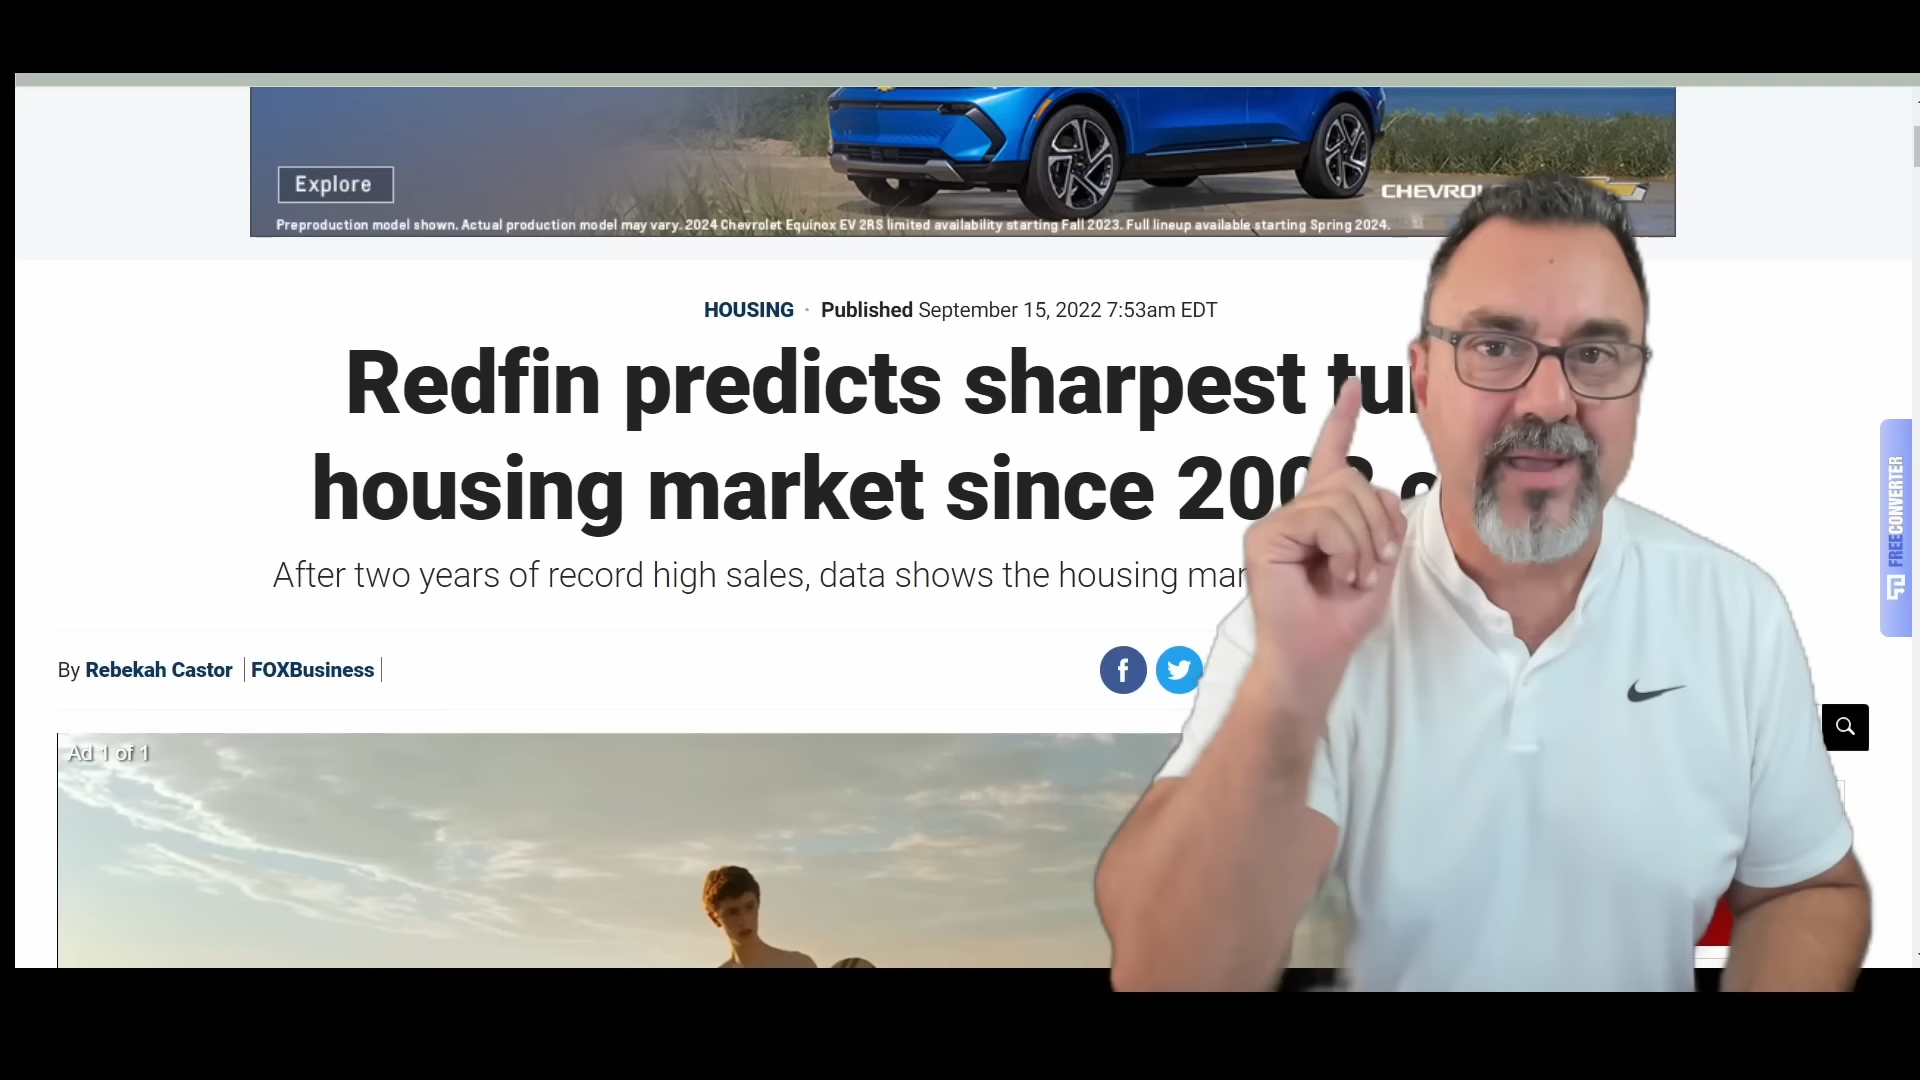 Explore
CHEVROL
Preproduction model shown. Actual production model may vary. 2024 Chevrolet Equinox EV 2RS limited availability starting Fall 2023. Full lineup available starting Spring 2024.
HOUSING · Published September 15, 2022 7:53am EDT
Redfin predicts sharpest tu
housing market since 200
After two years of record high sales, data shows the housing mar
By Rebekah Castor | FOXBusiness |
FREECONVERTER
Ad 1 of 1